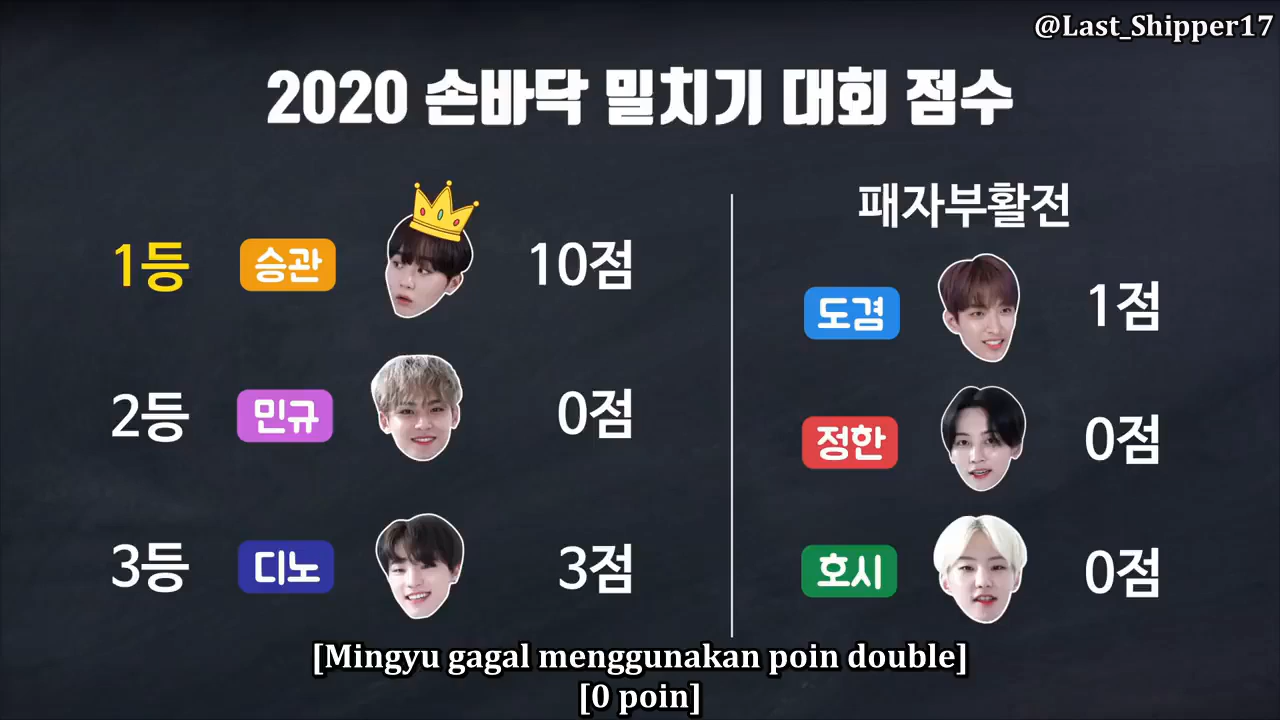 @Last_Shipper17
2020 손바닥 밀치기 대회 점수
1등 승관 10점
2등 민규 0점
3등 디노 3점
패자부활전
도겸 1점
정한 0점
호시 0점
[Mingyu gagal menggunakan poin double]
[0 poin]